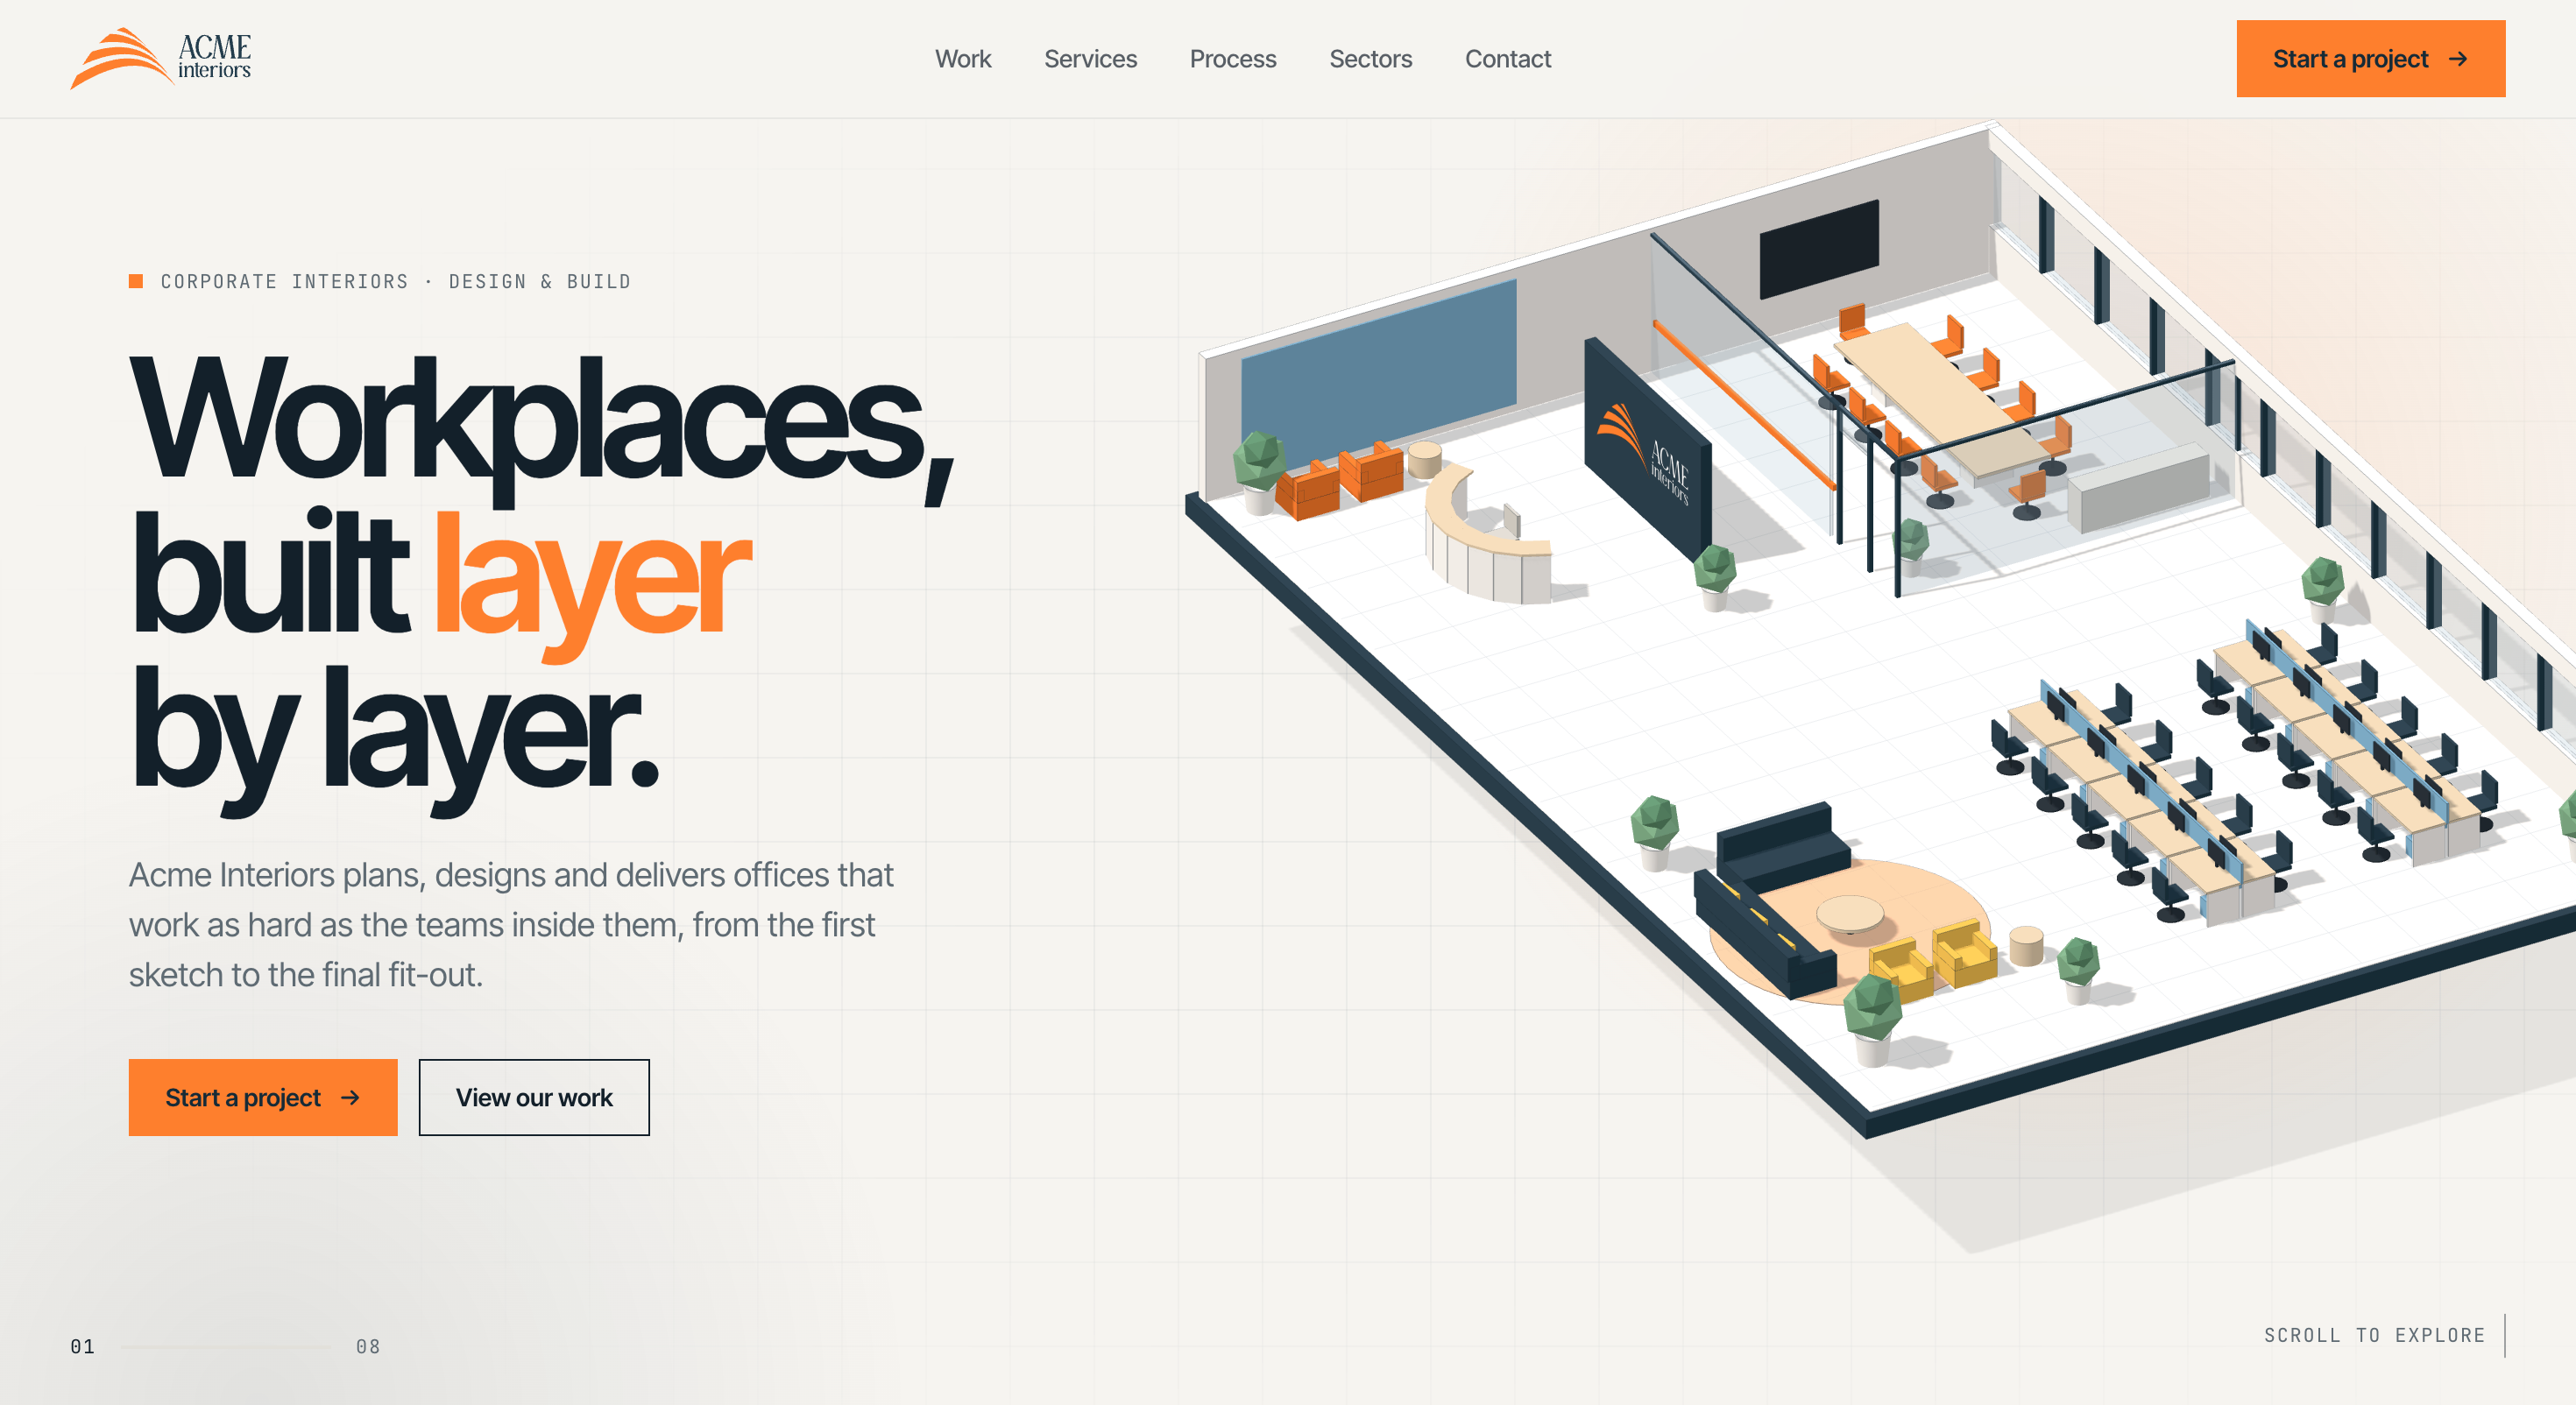 ACME
interiors
Work
Services
Process
Sectors
Contact
Start a project →
CORPORATE INTERIORS · DESIGN & BUILD
Workplaces,
built layer
by layer.
Acme Interiors plans, designs and delivers offices that
work as hard as the teams inside them, from the first
sketch to the final fit-out.
Start a project →
View our work
ACME
interiors
01
08
SCROLL TO EXPLORE